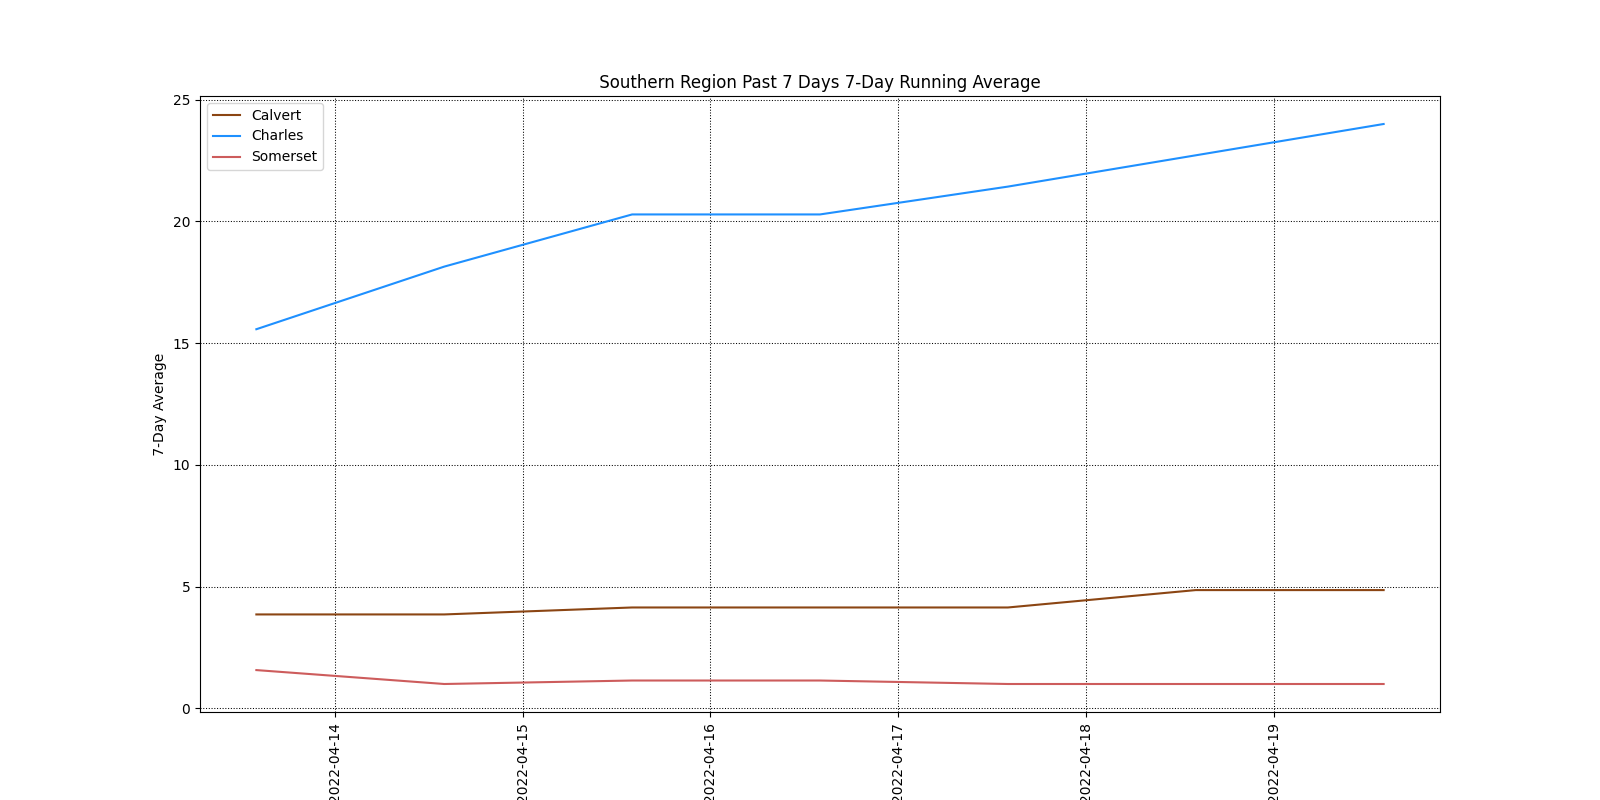 Southern Region Past 7 Days 7-Day Running Average
Calvert
Charles
Somerset
7-Day Average
25
20
15
10
5
0
2022-04-14
2022-04-15
2022-04-16
2022-04-17
2022-04-18
2022-04-19